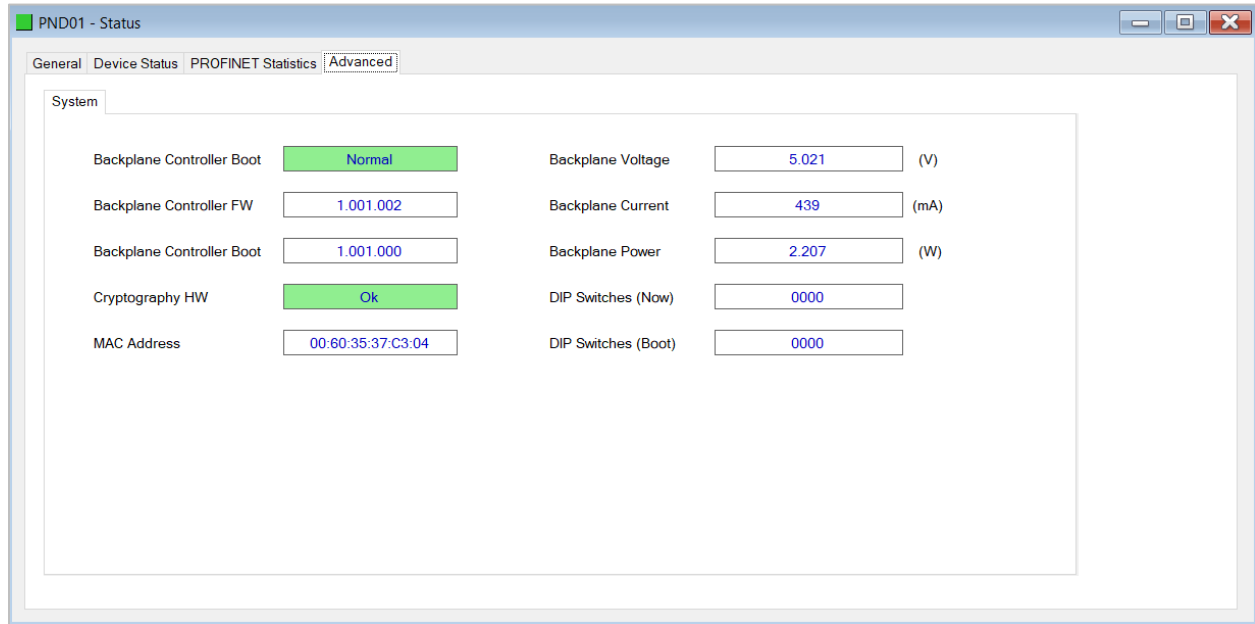 PND01 - Status
General Device Status PROFINET Statistics Advanced
System
Backplane Controller Boot Normal Backplane Voltage 5.021 (V)
Backplane Controller FW 1.001.002 Backplane Current 439 (mA)
Backplane Controller Boot 1.001.000 Backplane Power 2.207 (W)
Cryptography HW Ok DIP Switches (Now) 0000
MAC Address 00:60:35:37:C3:04 DIP Switches (Boot) 0000